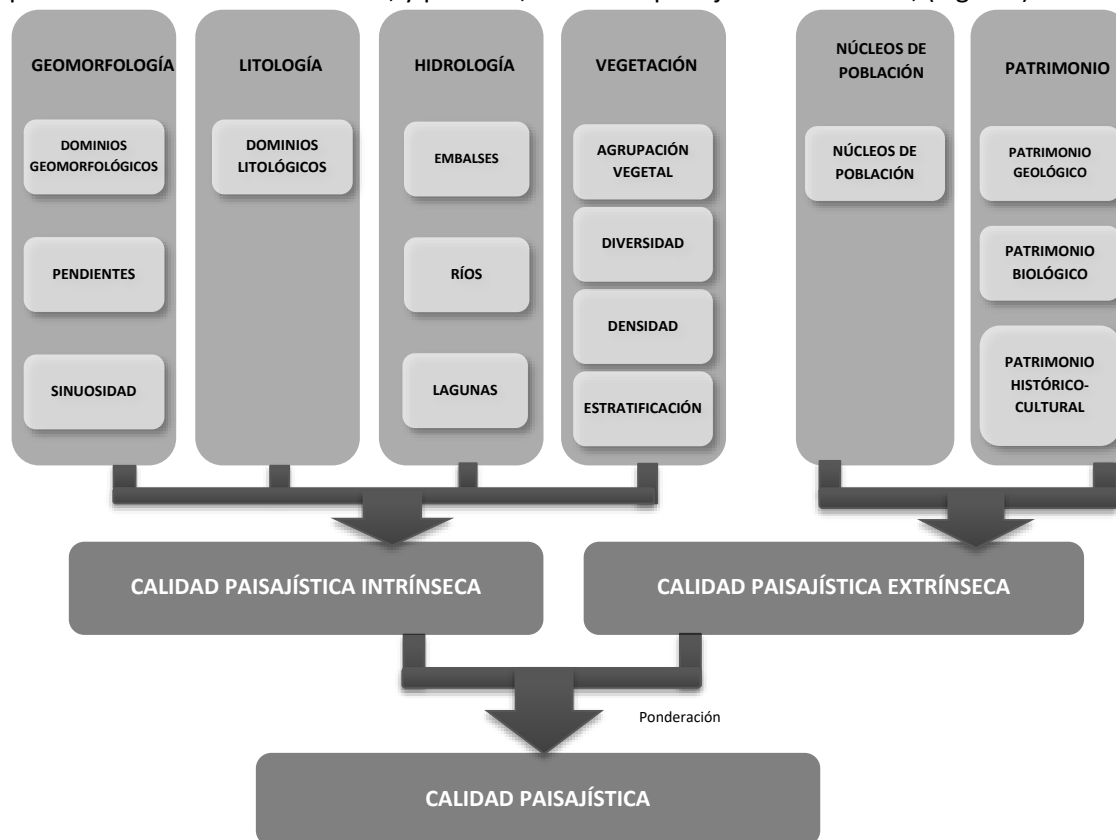 GEOMORFOLOGÍA
DOMINIOS
GEOMORFOLÓGICOS
PENDIENTES
SINUOSIDAD
LITOLOGÍA
DOMINIOS
LITOLÓGICOS
HIDROLOGÍA
EMBALSES
RÍOS
LAGUNAS
VEGETACIÓN
AGRUPACIÓN
VEGETAL
DIVERSIDAD
DENSIDAD
ESTRATIFICACIÓN
NÚCLEOS DE
POBLACIÓN
NÚCLEOS DE
POBLACIÓN
PATRIMONIO
PATRIMONIO
GEOLÓGICO
PATRIMONIO
BIOLÓGICO
PATRIMONIO
HISTÓRICO-
CULTURAL
CALIDAD PAISAJÍSTICA INTRÍNSECA
CALIDAD PAISAJÍSTICA EXTRÍNSECA
Ponderación
CALIDAD PAISAJÍSTICA